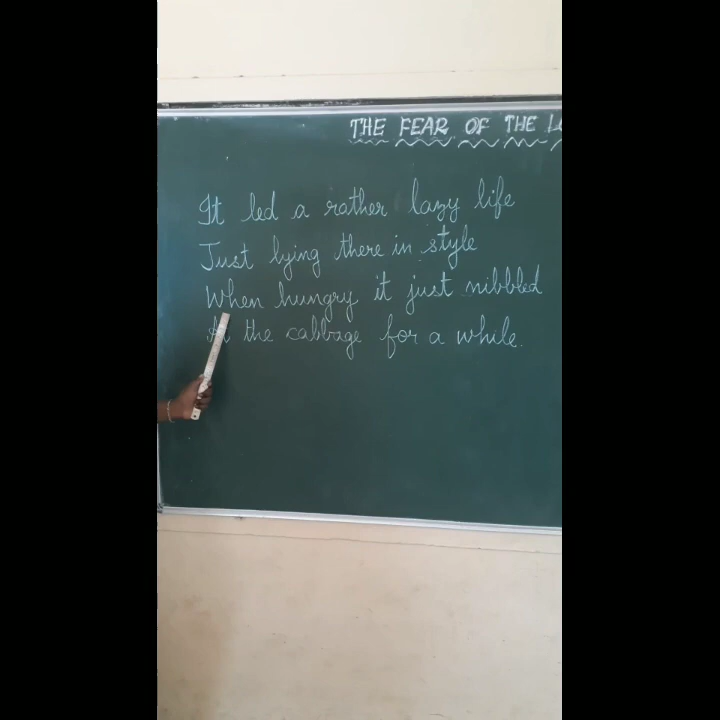 THE FEAR OF THE
It led a rather lazy life
Just lying there in style
When hungry it just nibbled
At the cabbage for a while.